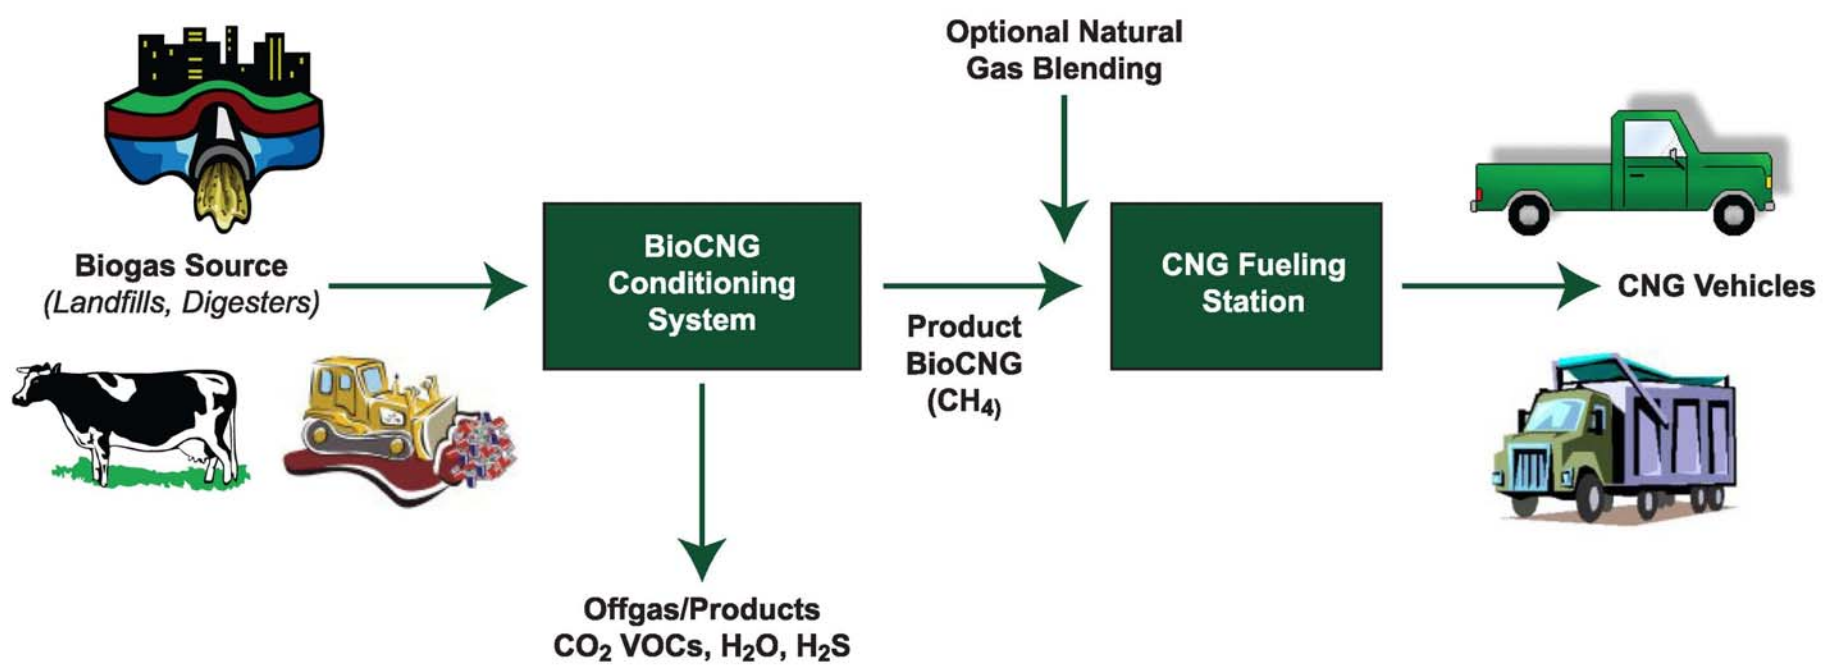 Optional Natural
Gas Blending
Biogas Source
(Landfills, Digesters)
BioCNG
Conditioning
System
Product
BioCNG
(CH₄)
CNG Fueling
Station
CNG Vehicles
Offgas/Products
CO₂ VOCs, H₂O, H₂S